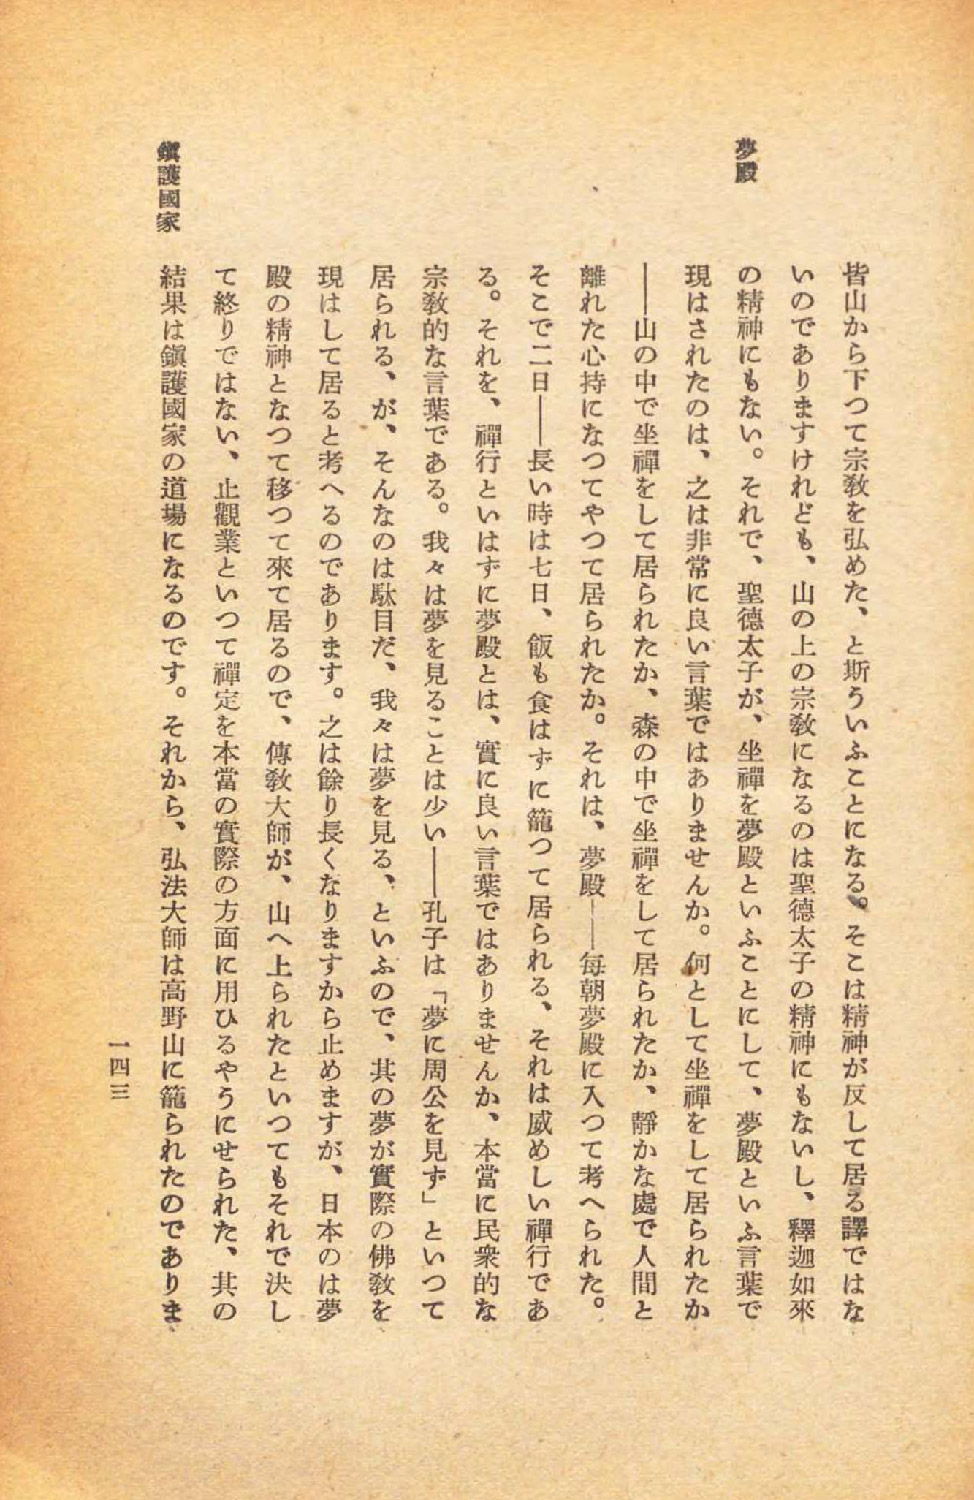 皆山から下つて宗敎を弘めた、と斯ういふことになる。そこは精神が反して居る譯ではな
いのでありますけれども、山の上の宗敎になるのは聖德太子の精神にもないし、釋迦如來
夢殿
の精神にもない。それで、聖德太子が、坐禪を夢殿といふことにして、夢殿といふ言葉で
現はされたのは、之は非常に良い言葉ではありませんか。何として坐禪をして居られたか
――山の中で坐禪をして居られたか、森の中で坐禪をして居られたか、靜かな處で人間と
離れた心持になつてやつて居られたか。それは、夢殿――每朝夢殿に入つて考へられた。
そこで二日――長い時は七日、飯も食はずに籠つて居られる、それは威めしい禪行であ
る。それを、禪行といはずに夢殿とは、實に良い言葉ではありませんか、本當に民衆的な
宗敎的な言葉である。我々は夢を見ることは少い――孔子は「夢に周公を見ず」といつて
居られる、が、そんなのは駄目だ、我々は夢を見る、といふので、其の夢が實際の佛敎を
現はして居ると考へるのであります。之は餘り長くなりますから止めますが、日本のは夢
殿の精神となつて移つて來て居るので、傳敎大師が、山へ上られたといつてもそれで決し
て終りではない、止觀業といつて禪定を本當の實際の方面に用ひるやうにせられた、其の
鎭護國家
結果は鎭護國家の道場になるのです。それから、弘法大師は高野山に籠られたのでありま
一四三